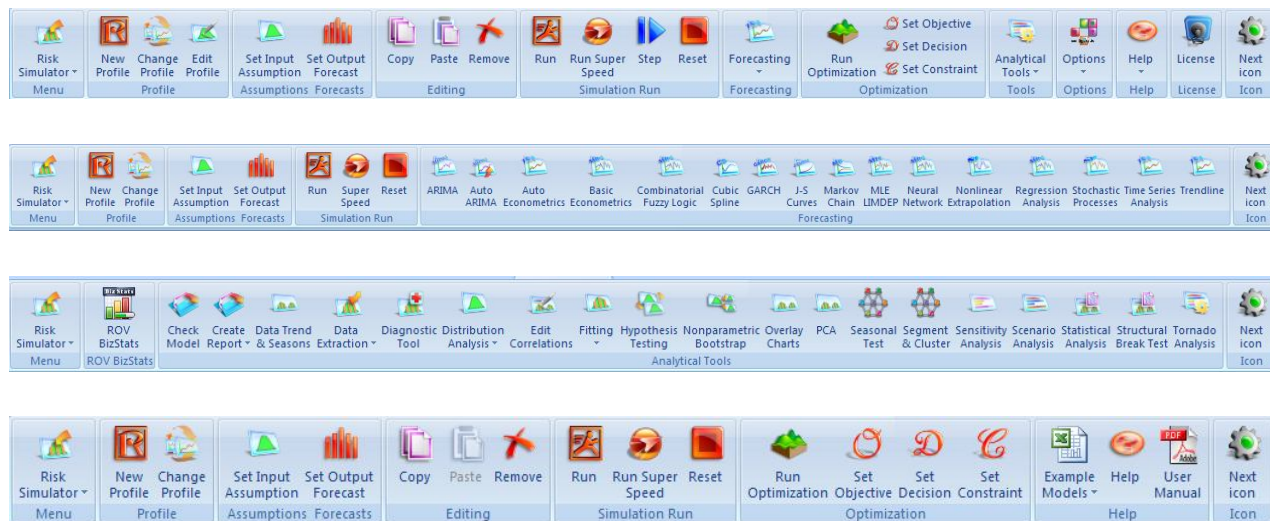 Risk New Change Edit Set Input Set Output Copy Paste Remove Run Run Super Step Reset Forecasting Run Set Objective Analytical Options Help License Next
Simulator Profile Profile Profile Assumption Forecast Speed Optimization Set Decision Tools icon
Set Constraint
Menu Profile Assumptions Forecasts Editing Simulation Run Forecasting Optimization Tools Options Help License Icon
Risk New Change Set Input Set Output Run Super Reset ARIMA Auto Auto Basic Combinatorial Cubic GARCH J-S Markov MLE Neural Nonlinear Regression Stochastic Time Series Trendline Next
Simulator Profile Profile Assumption Forecast Speed ARIMA Econometrics Econometrics Fuzzy Logic Spline Curves Chain LIMDEP Network Extrapolation Analysis Processes Analysis icon
Menu Profile Assumptions Forecasts Simulation Run Forecasting Icon
Biz Stats
Risk ROV Check Create Data Trend Data Diagnostic Distribution Edit Fitting Hypothesis Nonparametric Overlay PCA Seasonal Segment Sensitivity Scenario Statistical Structural Tornado Next
Simulator BizStats Model Report & Seasons Extraction Tool Analysis Correlations Testing Bootstrap Charts Test & Cluster Analysis Analysis Analysis Break Test Analysis icon
Menu ROV BizStats Analytical Tools Icon
Risk New Change Set Input Set Output Copy Paste Remove Run Run Super Reset Run Set Set Set Example Help User Next
Simulator Profile Profile Assumption Forecast Speed Optimization Objective Decision Constraint Models Manual icon
Menu Profile Assumptions Forecasts Editing Simulation Run Optimization Help Icon